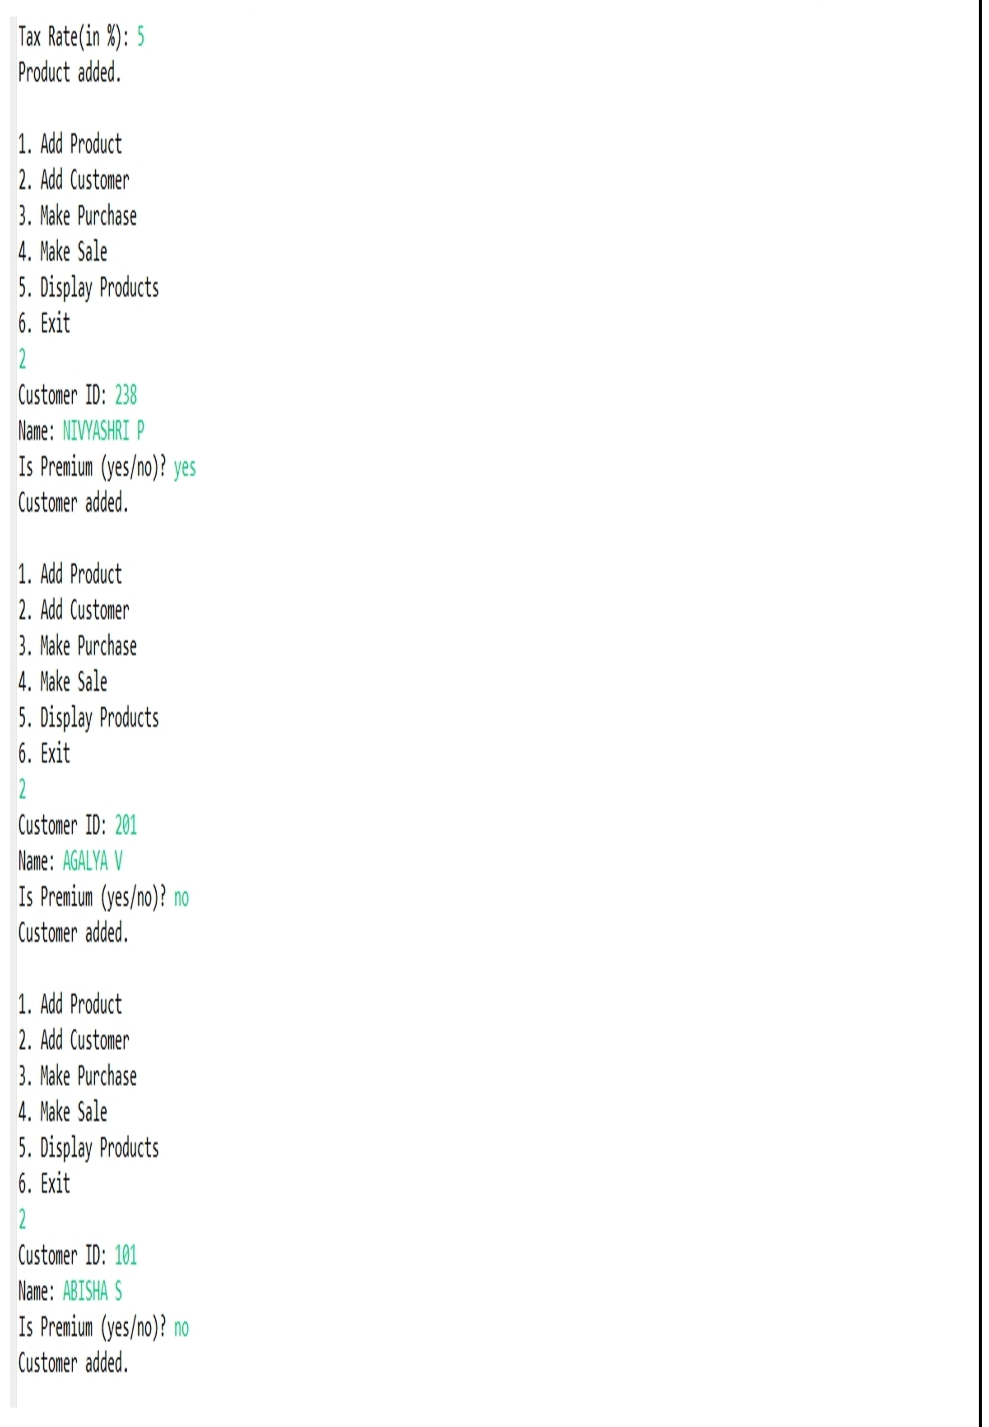 Tax Rate(in %): 5
Product added.
1. Add Product
2. Add Customer
3. Make Purchase
4. Make Sale
5. Display Products
6. Exit
2
Customer ID: 238
Name: NIVYASHRI P
Is Premium (yes/no)? yes
Customer added.
1. Add Product
2. Add Customer
3. Make Purchase
4. Make Sale
5. Display Products
6. Exit
2
Customer ID: 201
Name: AGALYA V
Is Premium (yes/no)? no
Customer added.
1. Add Product
2. Add Customer
3. Make Purchase
4. Make Sale
5. Display Products
6. Exit
2
Customer ID: 101
Name: ABISHA S
Is Premium (yes/no)? no
Customer added.